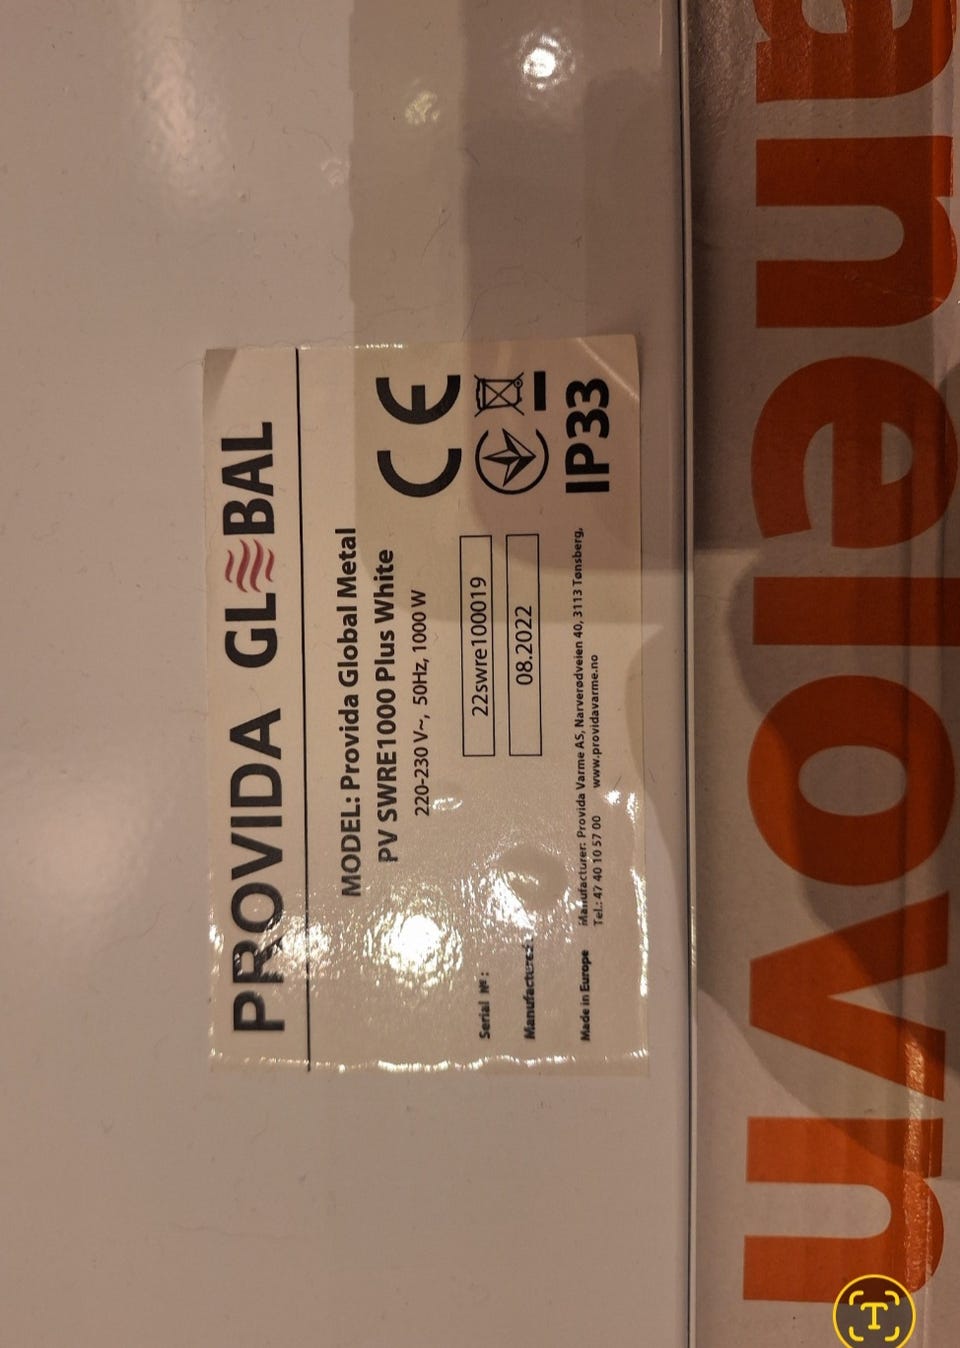 PROVIDA GLOBAL
MODEL: Provida Global Metal
PV SWRE1000 Plus White
220-230 V~, 50Hz, 1000 W
CE
Serial Nº: 22swre100019
Manufactured: 08.2022
IP33
Made in Europe Manufacturer: Provida Varme AS, Narverødveien 40, 3113 Tønsberg,
Tel.: 47 40 10 57 00 www.providavarme.no
anelovn
T